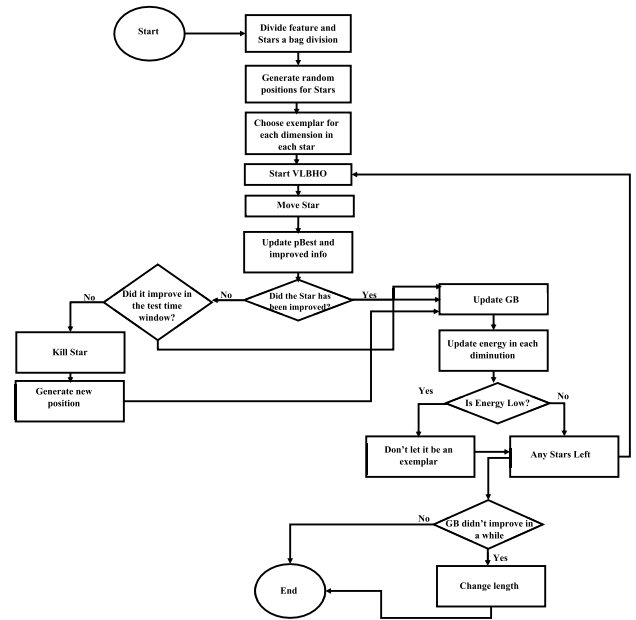 Start
Divide feature and
Stars a bag division
Generate random
positions for Stars
Choose exemplar for
each dimension in
each star
Start VLBHO
Move Star
Update pBest and
improved info
Did the Star has
been improved?
No
Yes
Did it improve in
the test time
window?
No
Kill Star
Generate new
position
Update GB
Update energy in each
diminution
Is Energy Low?
Yes
No
Don't let it be an
exemplar
Any Stars Left
GB didn't improve in
a while
No
Yes
Change length
End